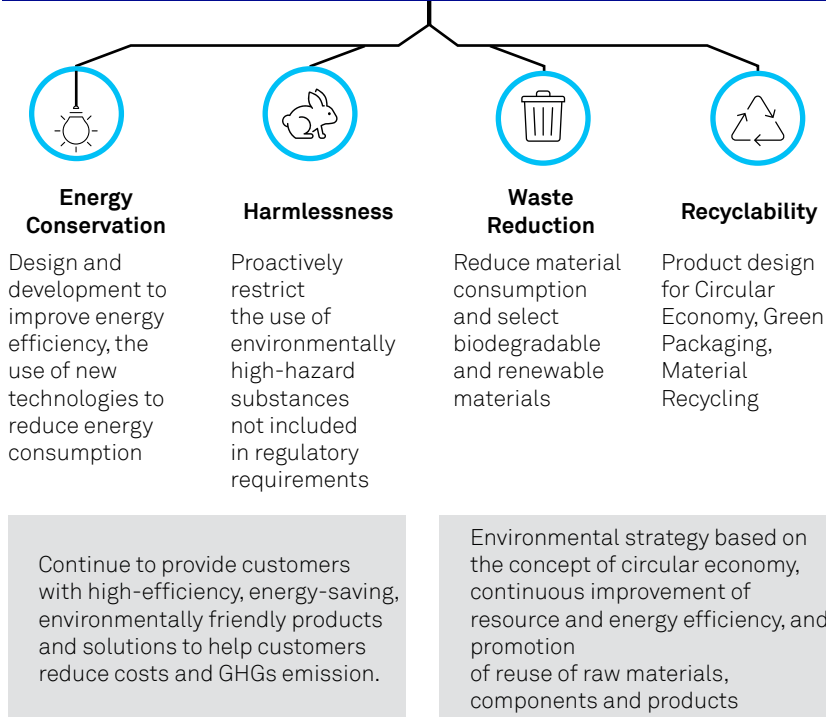 Energy
Conservation
Design and
development to
improve energy
efficiency, the
use of new
technologies to
reduce energy
consumption
Harmlessness
Proactively
restrict
the use of
environmentally
high-hazard
substances
not included
in regulatory
requirements
Waste
Reduction
Reduce material
consumption
and select
biodegradable
and renewable
materials
Recyclability
Product design
for Circular
Economy, Green
Packaging,
Material
Recycling
Continue to provide customers
with high-efficiency, energy-saving,
environmentally friendly products
and solutions to help customers
reduce costs and GHGs emission.
Environmental strategy based on
the concept of circular economy,
continuous improvement of
resource and energy efficiency, and
promotion
of reuse of raw materials,
components and products